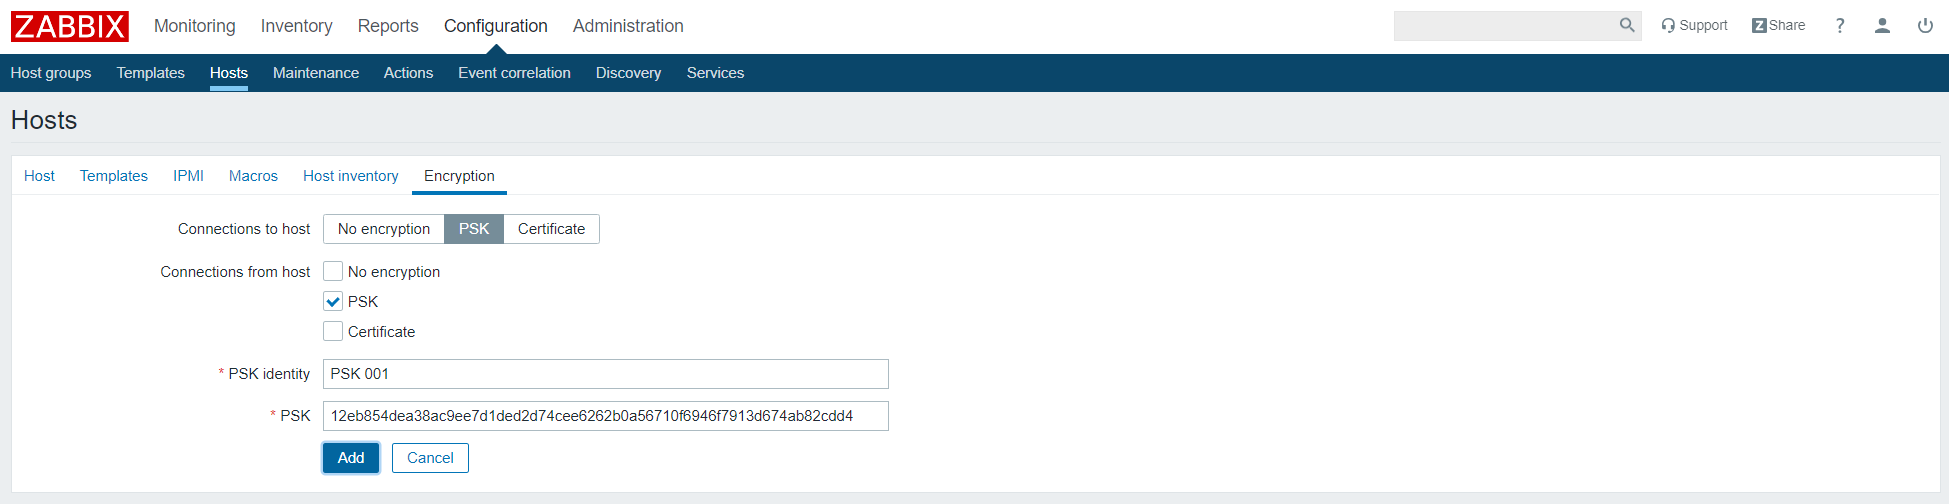 ZABBIX Monitoring Inventory Reports Configuration Administration Support Z Share ?
Host groups Templates Hosts Maintenance Actions Event correlation Discovery Services
Hosts
Host Templates IPMI Macros Host inventory Encryption
Connections to host No encryption PSK Certificate
Connections from host No encryption
PSK
Certificate
* PSK identity PSK 001
* PSK 12eb854dea38ac9ee7d1ded2d74cee6262b0a56710f6946f7913d674ab82cdd4
Add Cancel